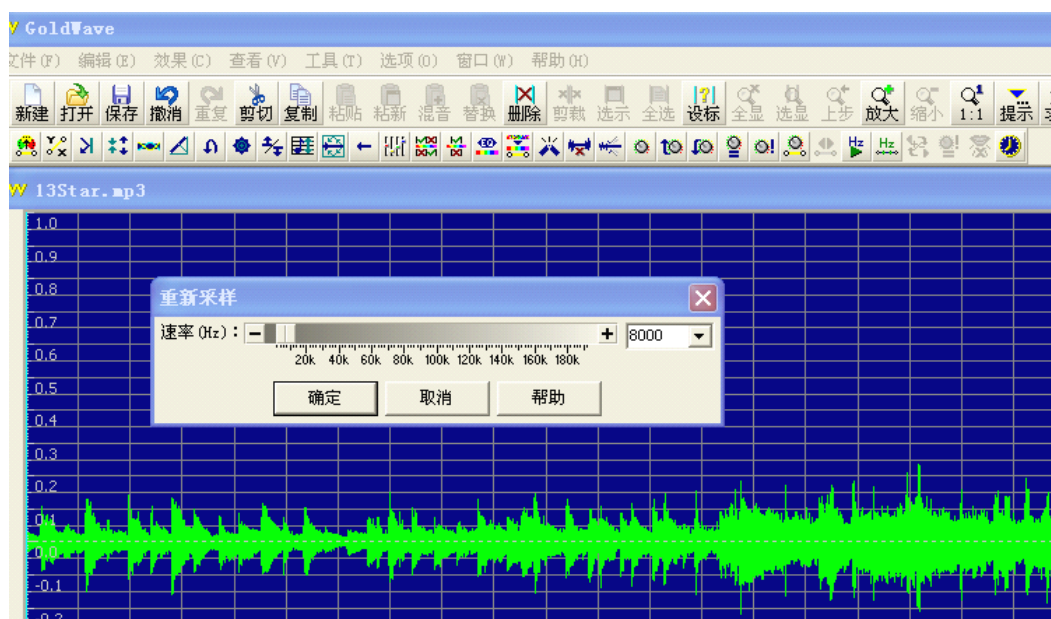 GoldWave
文件(F) 编辑(E) 效果(C) 查看(V) 工具(T) 选项(O) 窗口(W) 帮助(H)
新建 打开 保存 撤消 重复 剪切 复制 粘贴 粘新 混音 替换 删除 剪裁 选示 全选 设标 全显 选显 上步 放大 缩小 1:1 提示
Hz Hz
13Star.mp3
1.0
0.9
0.8
重新采样
0.7
速率(Hz): 8000
0.6
20k 40k 60k 80k 100k 120k 140k 160k 180k
0.5
确定 取消 帮助
0.4
0.3
0.2
0.1
0.0
-0.1
-0.2